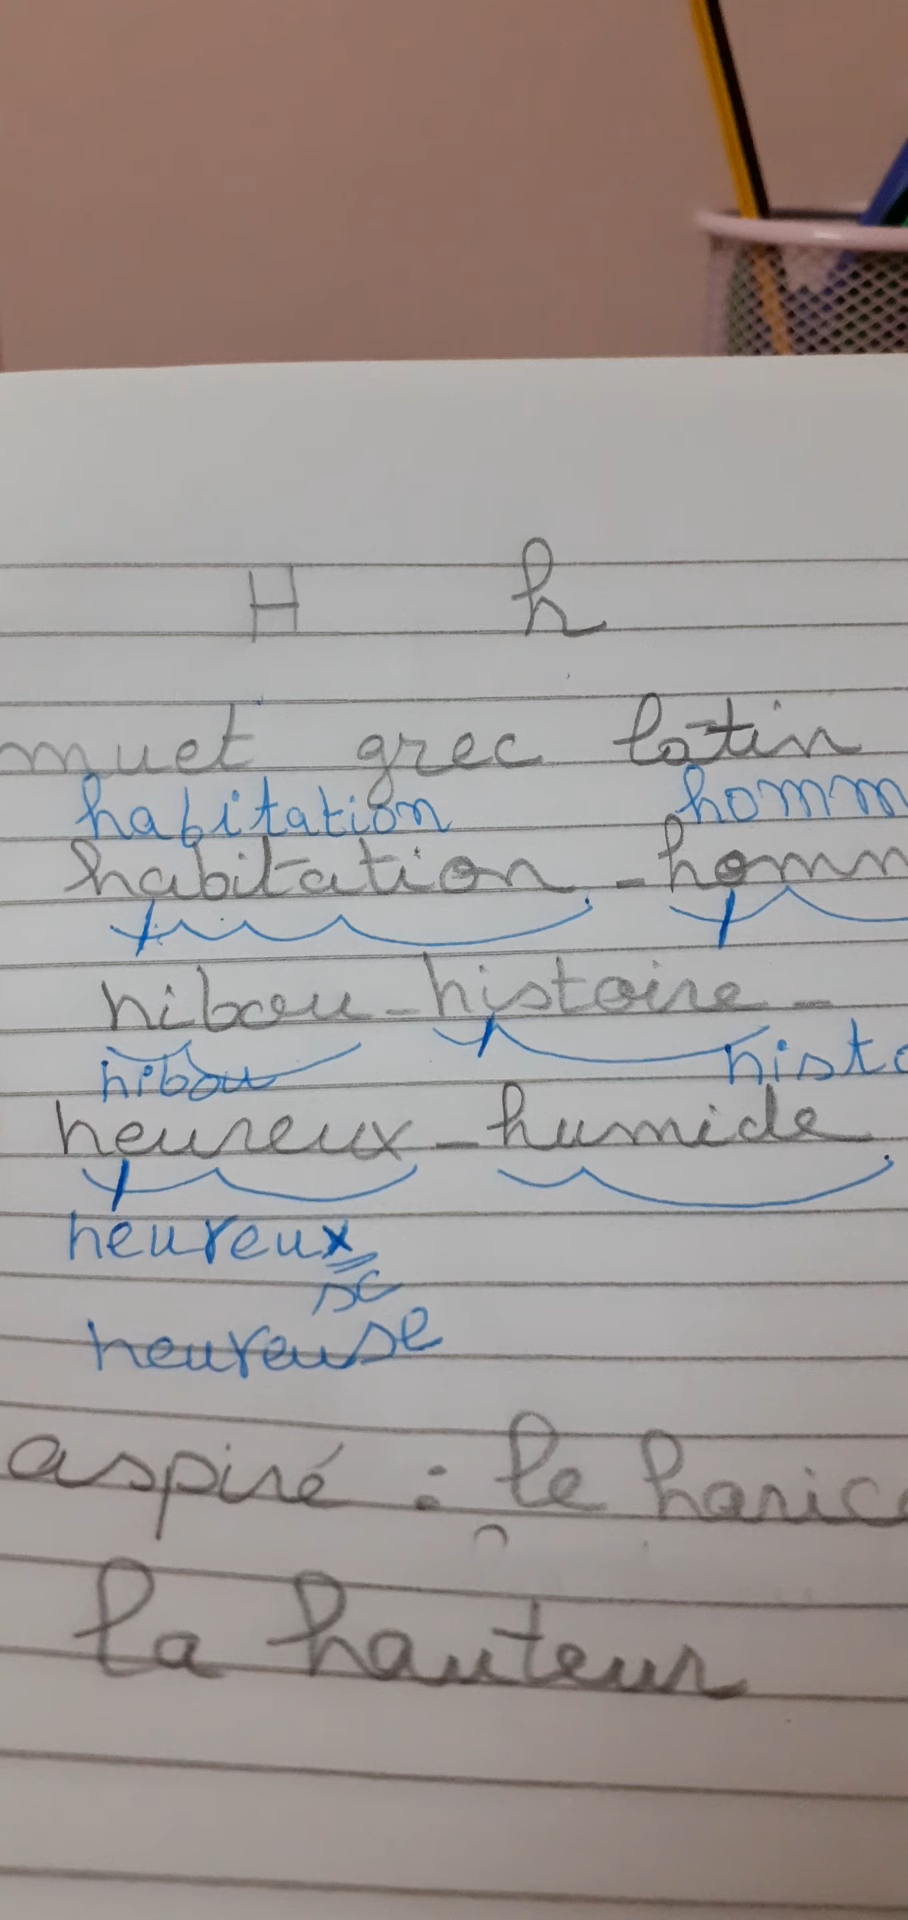 H h
muet grec latin
habitation homm
habitation - homm
hibou - histoire -
hibou histo
heureux - humide
heureux
se
heureuse
aspiré : le haric
la hauteur